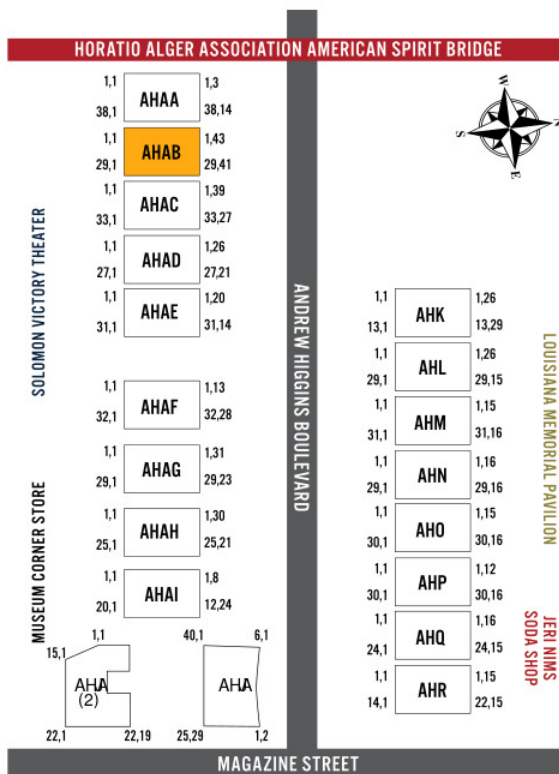 HORATIO ALGER ASSOCIATION AMERICAN SPIRIT BRIDGE
W
N
S
E
1,1 1,3
AHAA
38,1 38,14
1,1 1,43
AHAB
29,1 29,41
1,1 1,39
AHAC
33,1 33,27
1,1 1,26
AHAD
27,1 27,21
1,1 1,20
AHAE
31,1 31,14
1,1 1,13
AHAF
32,1 32,28
1,1 1,31
AHAG
29,1 29,23
1,1 1,30
AHAH
25,1 25,21
1,1 1,8
AHAI
20,1 12,24
1,1
15,1
AHA
(2)
22,1 22,19
40,1 6,1
AHA
25,29 1,2
SOLOMON VICTORY THEATER
MUSEUM CORNER STORE
ANDREW HIGGINS BOULEVARD
1,1 1,26
AHK
13,1 13,29
1,1 1,26
AHL
29,1 29,15
1,1 1,15
AHM
31,1 31,16
1,1 1,16
AHN
29,1 29,16
1,1 1,15
AHO
30,1 30,16
1,1 1,12
AHP
30,1 30,16
1,1 1,16
AHQ
24,1 24,15
1,1 1,15
AHR
14,1 22,15
LOUISIANA MEMORIAL PAVILION
JERI NIMS
SODA SHOP
MAGAZINE STREET